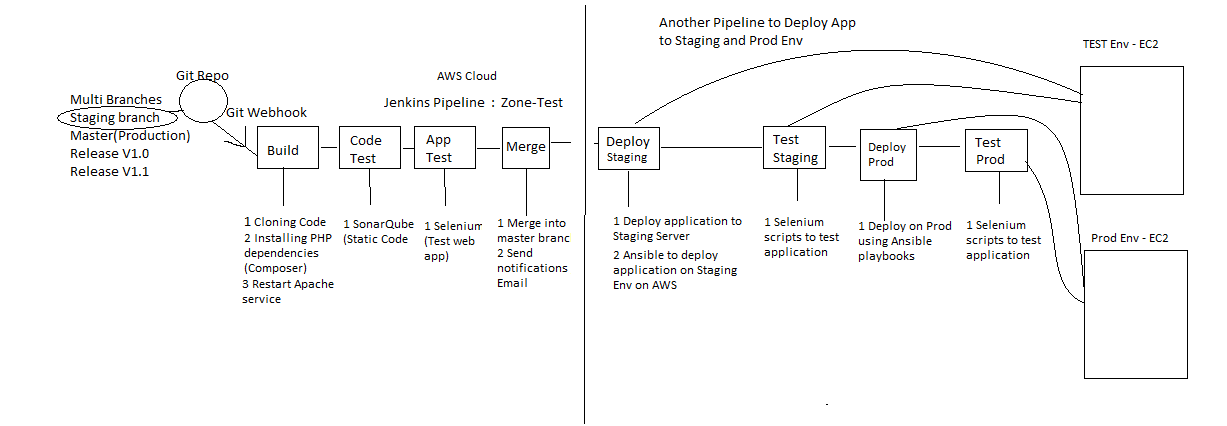 Another Pipeline to Deploy App
to Staging and Prod Env
TEST Env - EC2
Git Repo
AWS Cloud
Jenkins Pipeline : Zone-Test
Multi Branches
Staging branch
Master(Production)
Release V1.0
Release V1.1
Git Webhook
Build
Code
Test
App
Test
Merge
Deploy
Staging
Test
Staging
Deploy
Prod
Test
Prod
1 Cloning Code
2 Installing PHP
dependencies
(Composer)
3 Restart Apache
service
1 SonarQube
(Static Code
1 Selenium
(Test web
app)
1 Merge into
master branc
2 Send
notifications
Email
1 Deploy application to
Staging Server
2 Ansible to deploy
application on Staging
Env on AWS
1 Selenium
scripts to test
application
1 Deploy on Prod
using Ansible
playbooks
1 Selenium
scripts to test
application
Prod Env - EC2